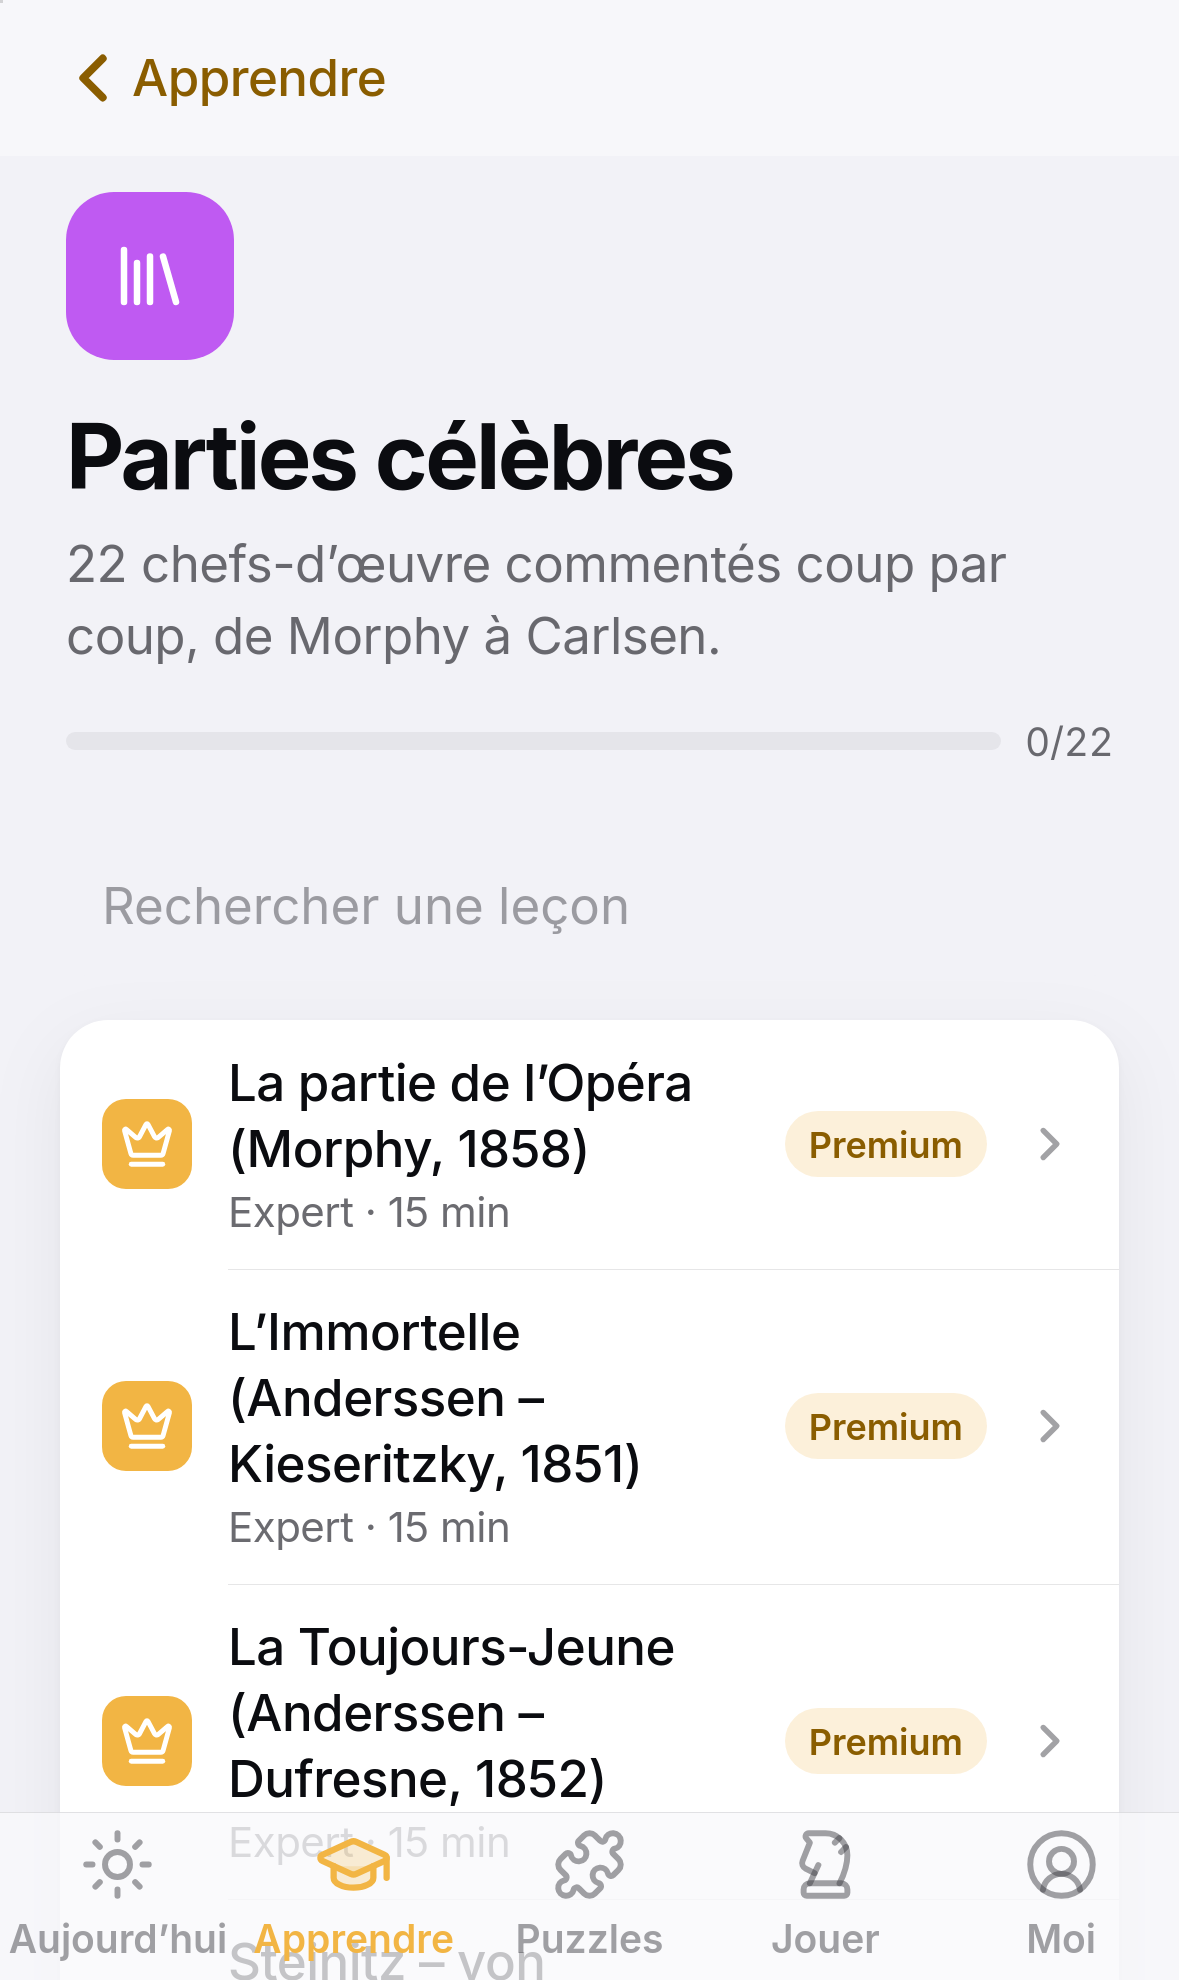 Apprendre
Parties célèbres
22 chefs-d’œuvre commentés coup par
coup, de Morphy à Carlsen.
0/22
Rechercher une leçon
La partie de l’Opéra
(Morphy, 1858)
Expert · 15 min
Premium
L’Immortelle
(Anderssen –
Kieseritzky, 1851)
Expert · 15 min
Premium
La Toujours-Jeune
(Anderssen –
Dufresne, 1852)
Expert · 15 min
Premium
Steinitz – von
Aujourd’hui
Apprendre
Puzzles
Jouer
Moi